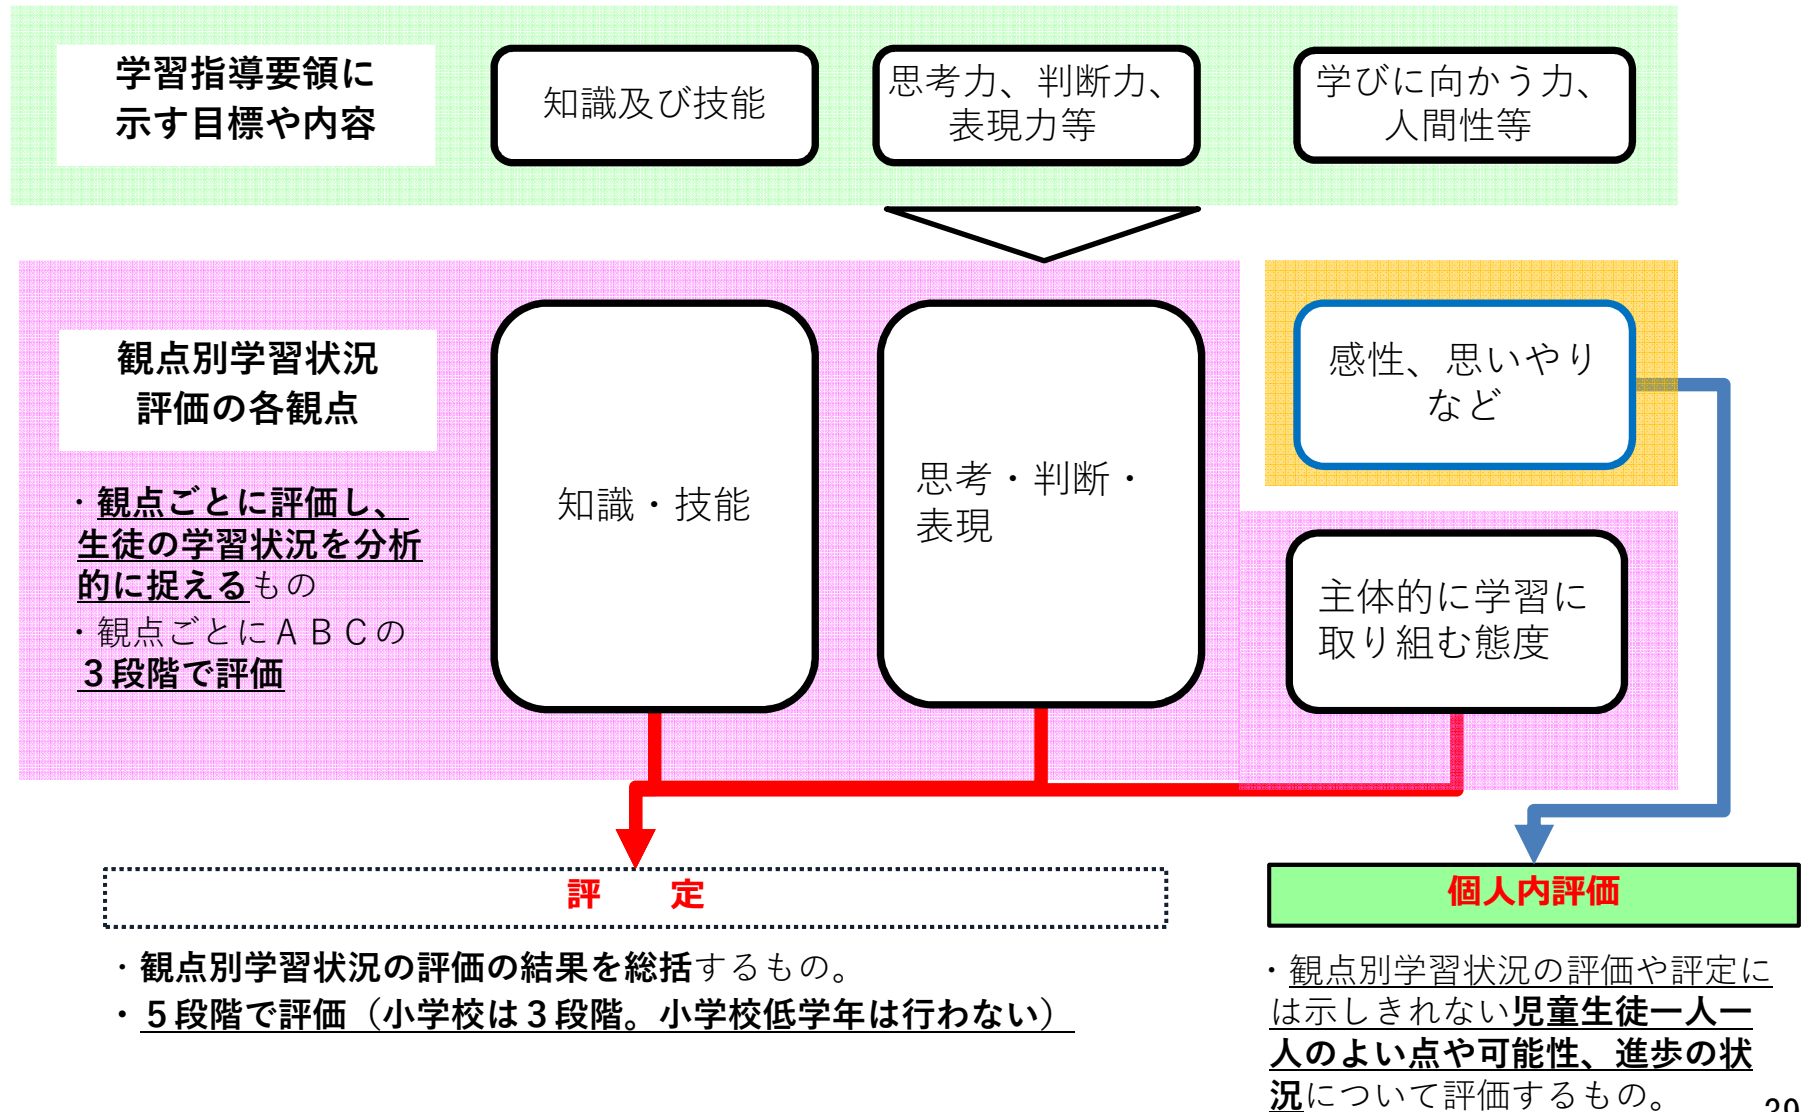 学習指導要領に
示す目標や内容
知識及び技能
思考力、判断力、
表現力等
学びに向かう力、
人間性等
観点別学習状況
評価の各観点
・観点ごとに評価し、
生徒の学習状況を分析
的に捉えるもの
・観点ごとにＡＢＣの
３段階で評価
知識・技能
思考・判断・
表現
感性、思いやり
など
主体的に学習に
取り組む態度
評　定
・観点別学習状況の評価の結果を総括するもの。
・５段階で評価（小学校は３段階。小学校低学年は行わない）
個人内評価
・観点別学習状況の評価や評定に
は示しきれない児童生徒一人一
人のよい点や可能性、進歩の状
況について評価するもの。